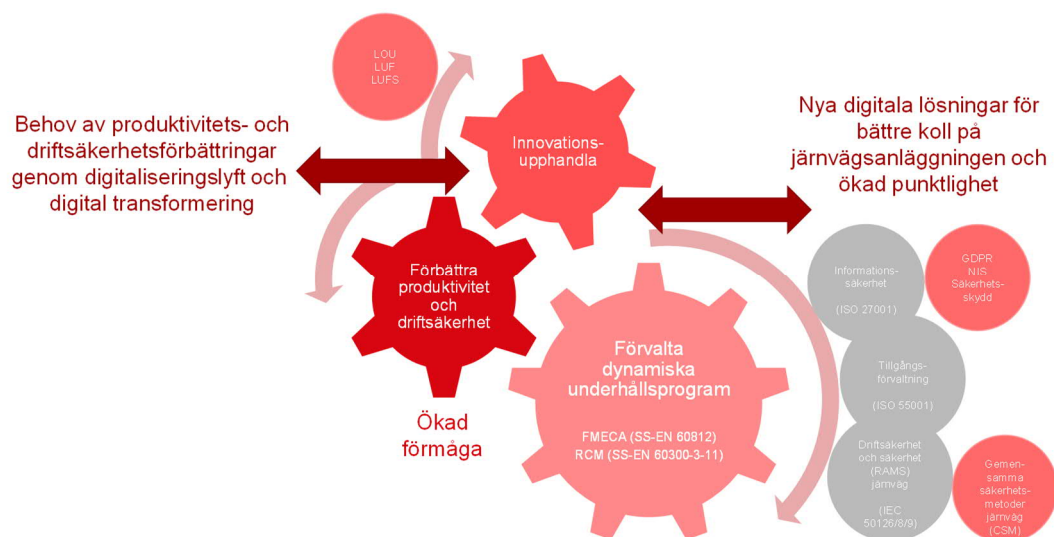 LOU
LUF
LUFS
Behov av produktivitets- och
driftsäkerhetsförbättringar
genom digitaliseringslyft och
digital transformering
Innovations-
upphandla
Nya digitala lösningar för
bättre koll på
järnvägsanläggningen och
ökad punktlighet
Förbättra
produktivitet
och
driftsäkerhet
Ökad
förmåga
Förvalta
dynamiska
underhållsprogram
FMECA (SS-EN 60812)
RCM (SS-EN 60300-3-11)
Informations-
säkerhet
(ISO 27001)
GDPR
NIS
Säkerhets-
skydd
Tillgångs-
förvaltning
(ISO 55001)
Driftsäkerhet
och säkerhet
(RAMS)
järnväg
(IEC
50126/8/9)
Gemen-
samma
säkerhets-
metoder
järnväg
(CSM)